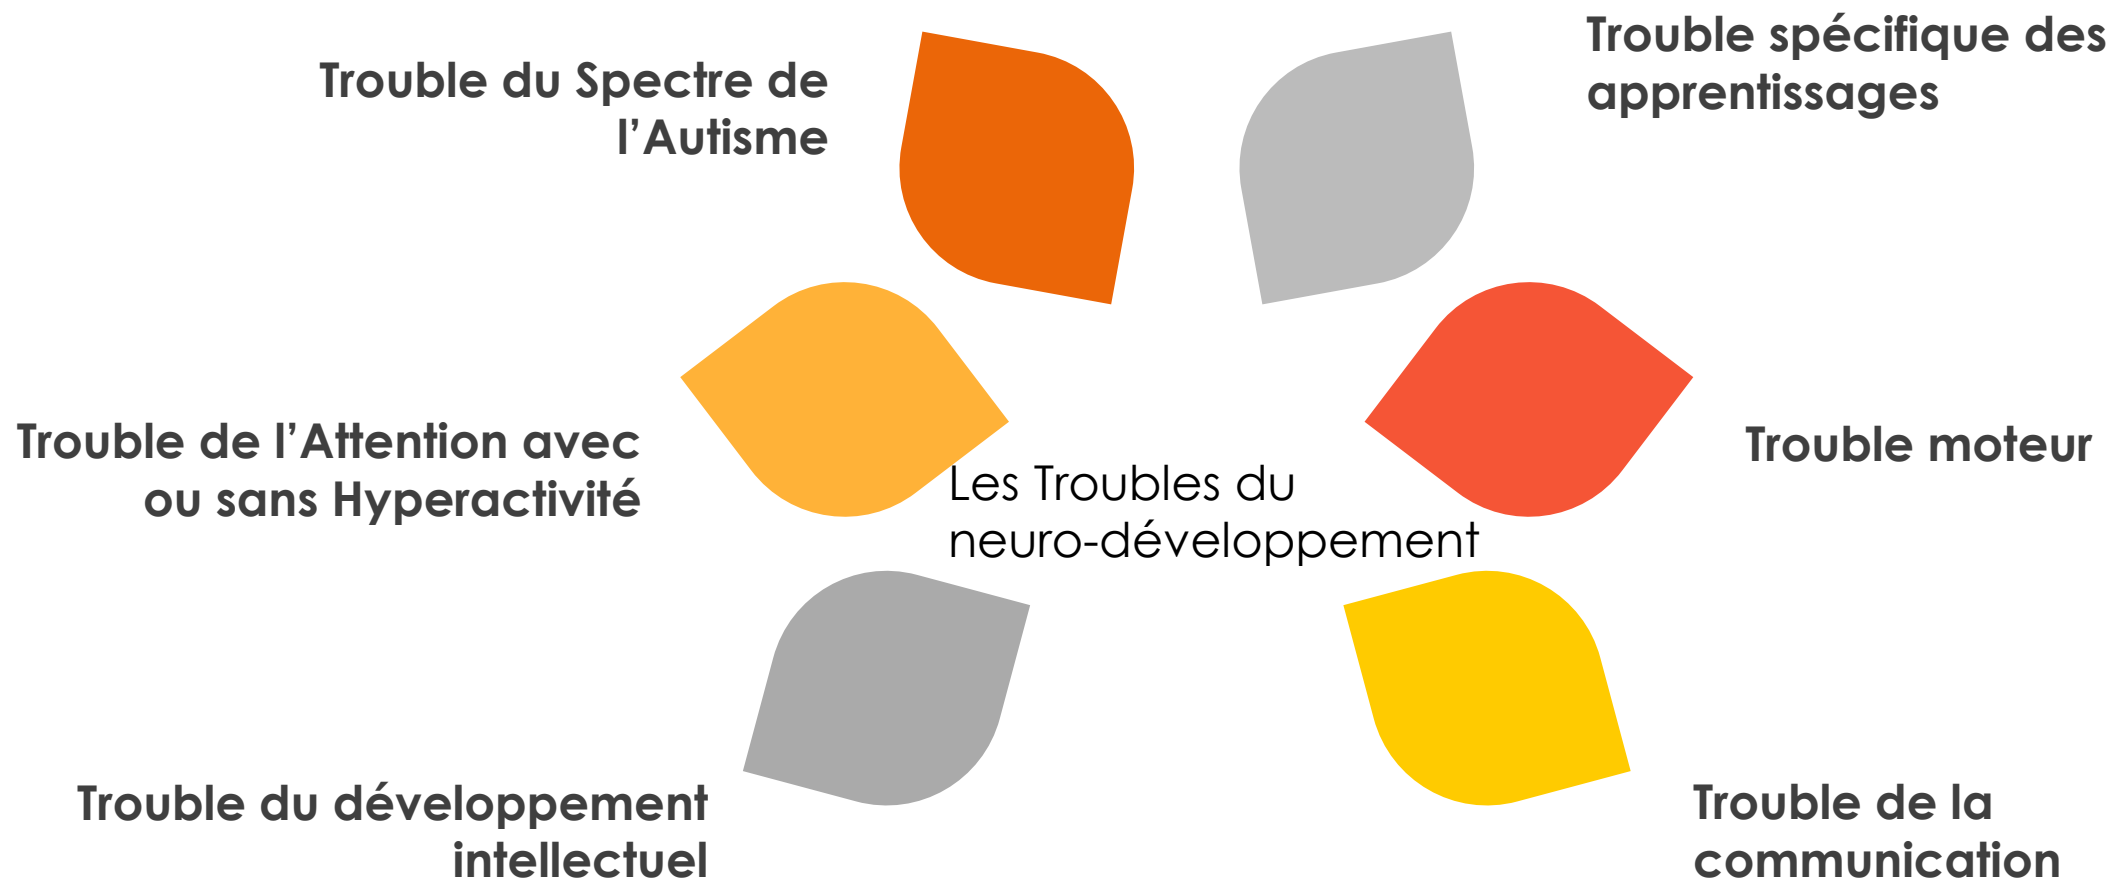 Trouble du Spectre de
l’Autisme
Trouble spécifique des
apprentissages
Trouble de l’Attention avec
ou sans Hyperactivité
Les Troubles du
neuro-développement
Trouble moteur
Trouble du développement
intellectuel
Trouble de la
communication